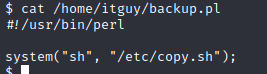 $ cat /home/itguy/backup.pl
#!/usr/bin/perl

system("sh", "/etc/copy.sh");
$